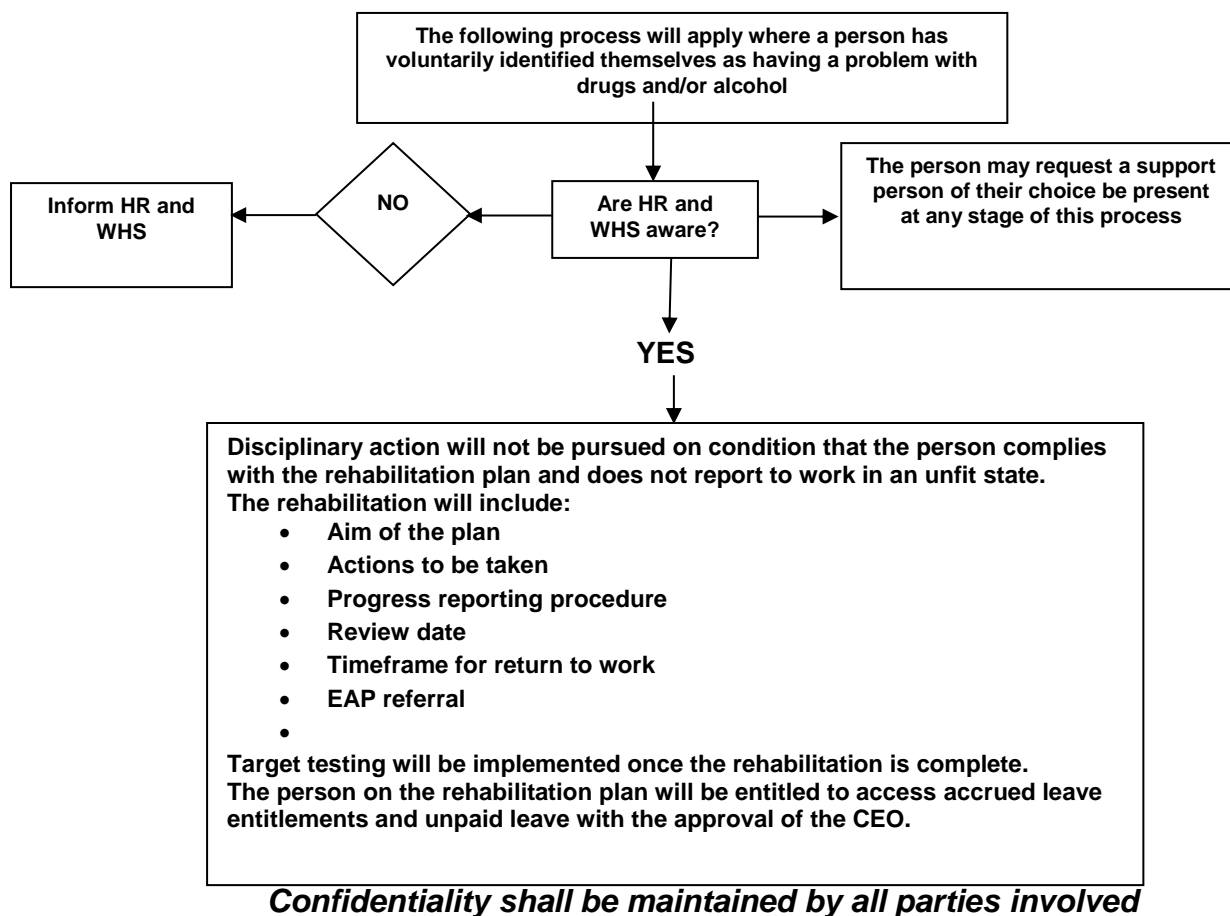 The following process will apply where a person has
voluntarily identified themselves as having a problem with
drugs and/or alcohol
Inform HR and
WHS
NO
Are HR and
WHS aware?
The person may request a support
person of their choice be present
at any stage of this process
YES
Disciplinary action will not be pursued on condition that the person complies
with the rehabilitation plan and does not report to work in an unfit state.
The rehabilitation will include:
• Aim of the plan
• Actions to be taken
• Progress reporting procedure
• Review date
• Timeframe for return to work
• EAP referral
•
Target testing will be implemented once the rehabilitation is complete.
The person on the rehabilitation plan will be entitled to access accrued leave
entitlements and unpaid leave with the approval of the CEO.
Confidentiality shall be maintained by all parties involved